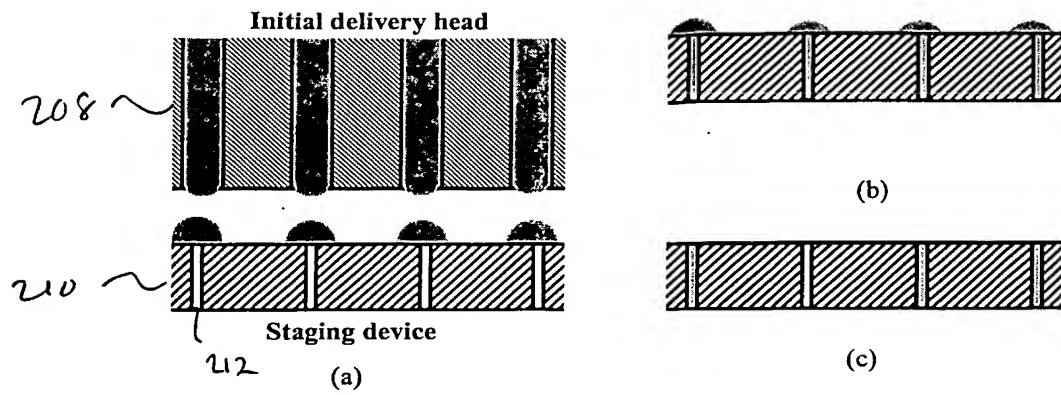 Initial delivery head
208
210
Staging device
212
(a)
(b)
(c)